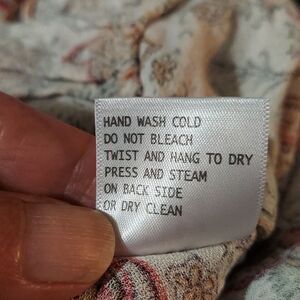 HAND WASH COLD
DO NOT BLEACH
TWIST AND HANG TO DRY
PRESS AND STEAM
ON BACK SIDE
OR DRY CLEAN